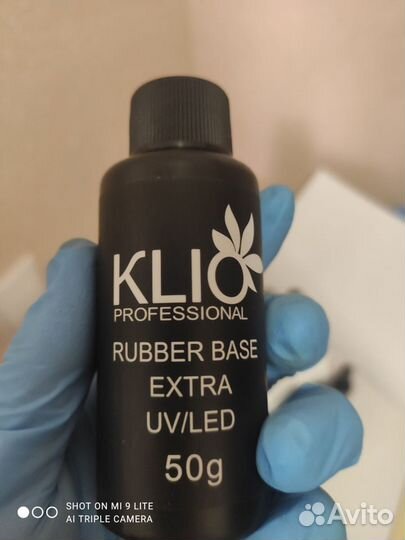 KLIO
PROFESSIONAL
RUBBER BASE
EXTRA
UV/LED
50g
SHOT ON MI 9 LITE
AI TRIPLE CAMERA
Avito